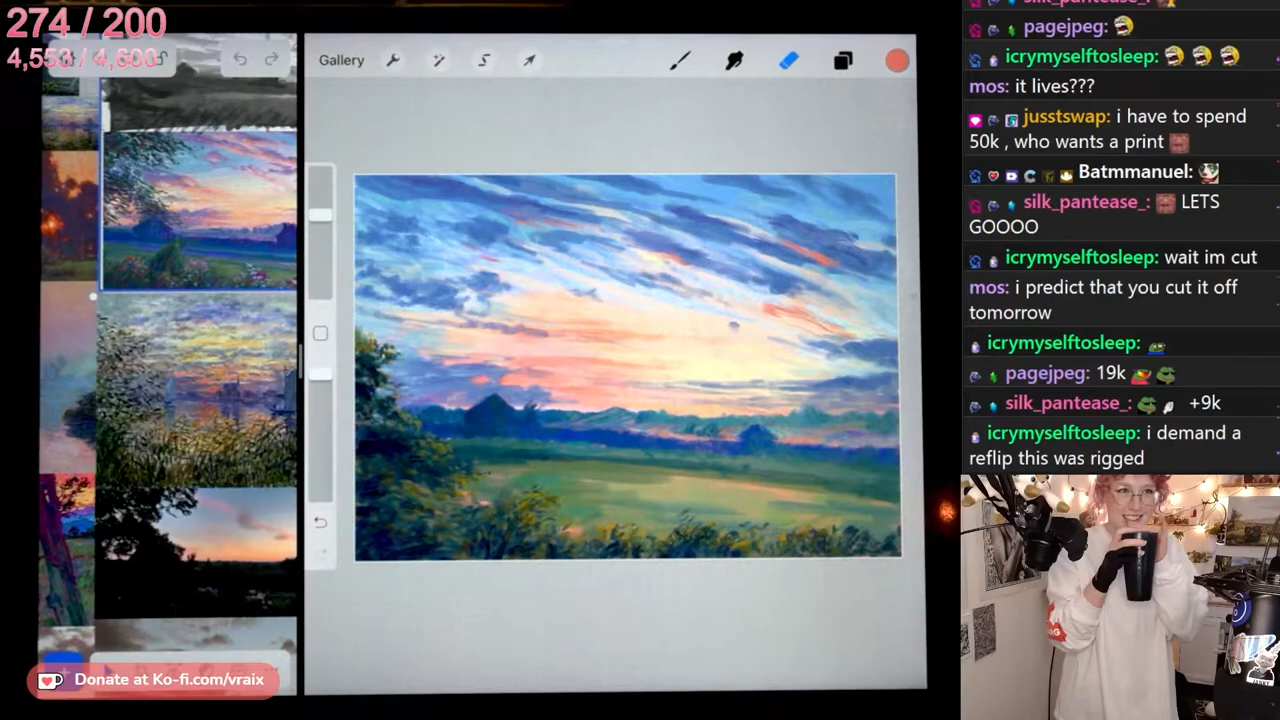 274 / 200
4,553 / 4,600
Gallery
Donate at Ko-fi.com/vraix
silk_pantease_:
pagejpeg:
icrymyselftosleep:
mos: it lives???
jusstswap: i have to spend
50k , who wants a print
Batmmanuel:
silk_pantease_: LETS
GOOOO
icrymyselftosleep: wait im cut
mos: i predict that you cut it off
tomorrow
icrymyselftosleep:
pagejpeg: 19k
silk_pantease_: +9k
icrymyselftosleep: i demand a
reflip this was rigged